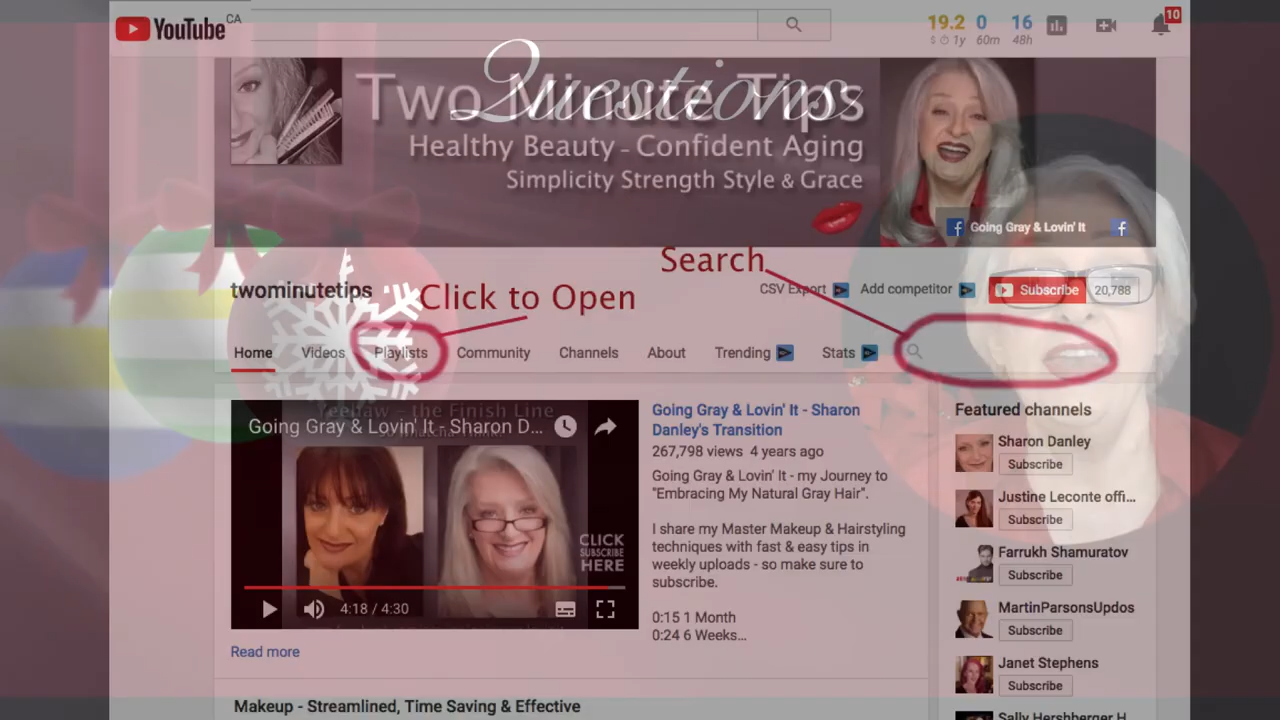 YouTube CA
19.2 0 16
$ 1y 60m 48h
10
Questions
Two Minute Tips
Healthy Beauty - Confident Aging
Simplicity Strength Style & Grace
Going Gray & Lovin' It
Search
twominutetips
Click to Open
CSV Export
Add competitor
Subscribe 20,788
Home Videos Playlists Community Channels About Trending Stats
Yeehaw - the Finish Line
Going Gray & Lovin' It - Sharon D...
CLICK
SUBSCRIBE
HERE
4:18 / 4:30
Read more
Going Gray & Lovin' It - Sharon
Danley's Transition
267,798 views 4 years ago
Going Gray & Lovin' It - my Journey to
"Embracing My Natural Gray Hair".
I share my Master Makeup & Hairstyling
techniques with fast & easy tips in
weekly uploads - so make sure to
subscribe.
0:15 1 Month
0:24 6 Weeks...
Featured channels
Sharon Danley
Subscribe
Justine Leconte offi...
Subscribe
Farrukh Shamuratov
Subscribe
MartinParsonsUpdos
Subscribe
Janet Stephens
Subscribe
Sally Hershberger H
Makeup - Streamlined, Time Saving & Effective